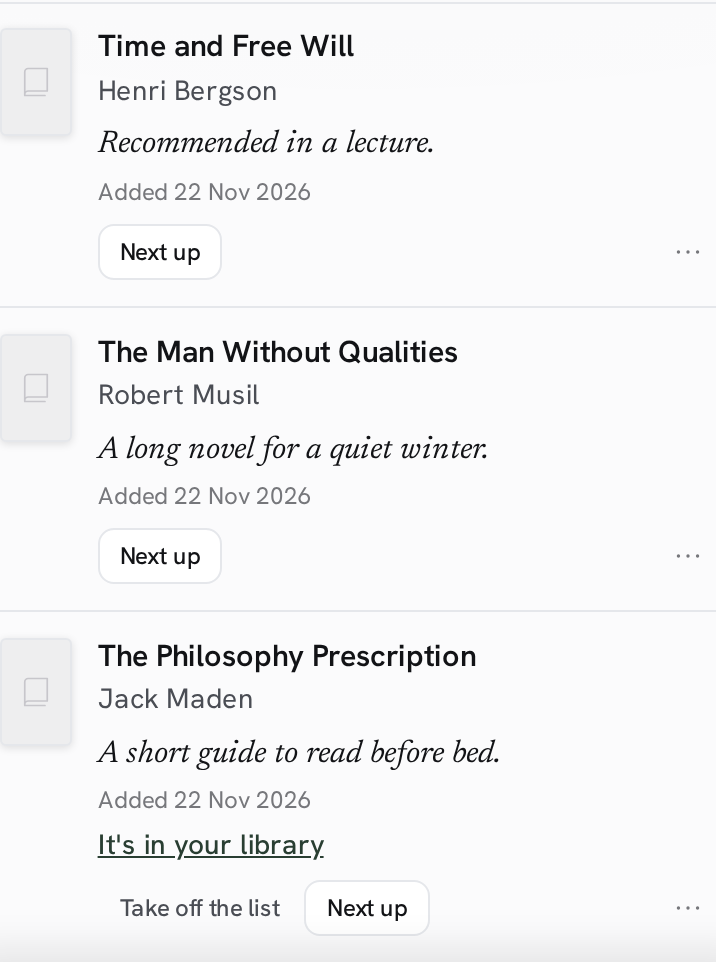 Time and Free Will
Henri Bergson
Recommended in a lecture.
Added 22 Nov 2026
Next up
The Man Without Qualities
Robert Musil
A long novel for a quiet winter.
Added 22 Nov 2026
Next up
The Philosophy Prescription
Jack Maden
A short guide to read before bed.
Added 22 Nov 2026
It's in your library
Take off the list Next up